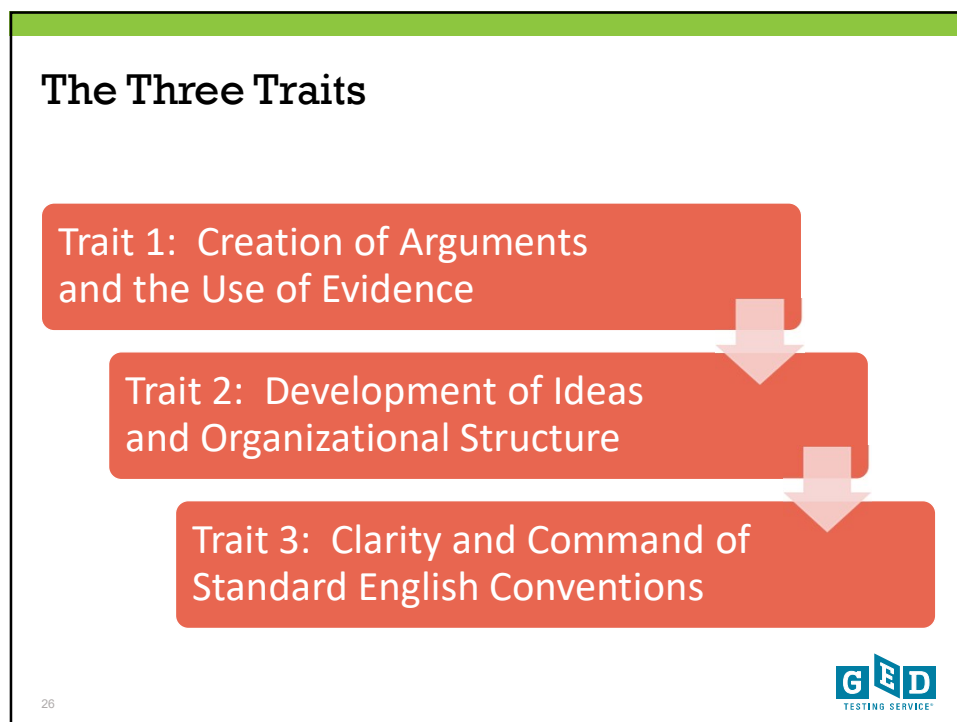 The Three Traits
Trait 1: Creation of Arguments
and the Use of Evidence
Trait 2: Development of Ideas
and Organizational Structure
Trait 3: Clarity and Command of
Standard English Conventions
26
GED
TESTING SERVICE®